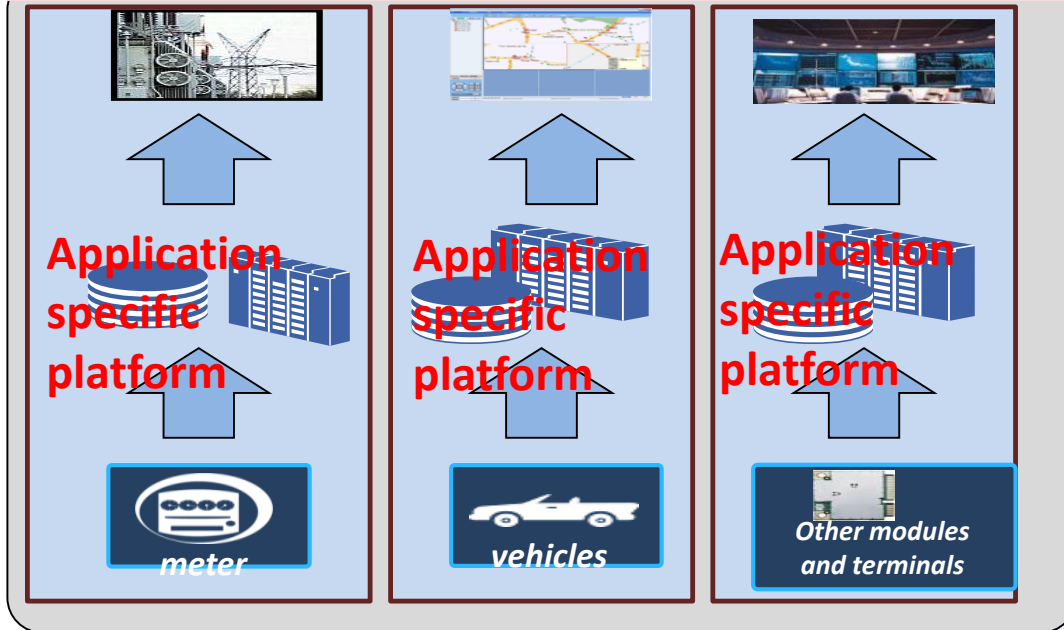 Application
specific
platform
Application
specific
platform
Application
specific
platform
meter
vehicles
Other modules
and terminals